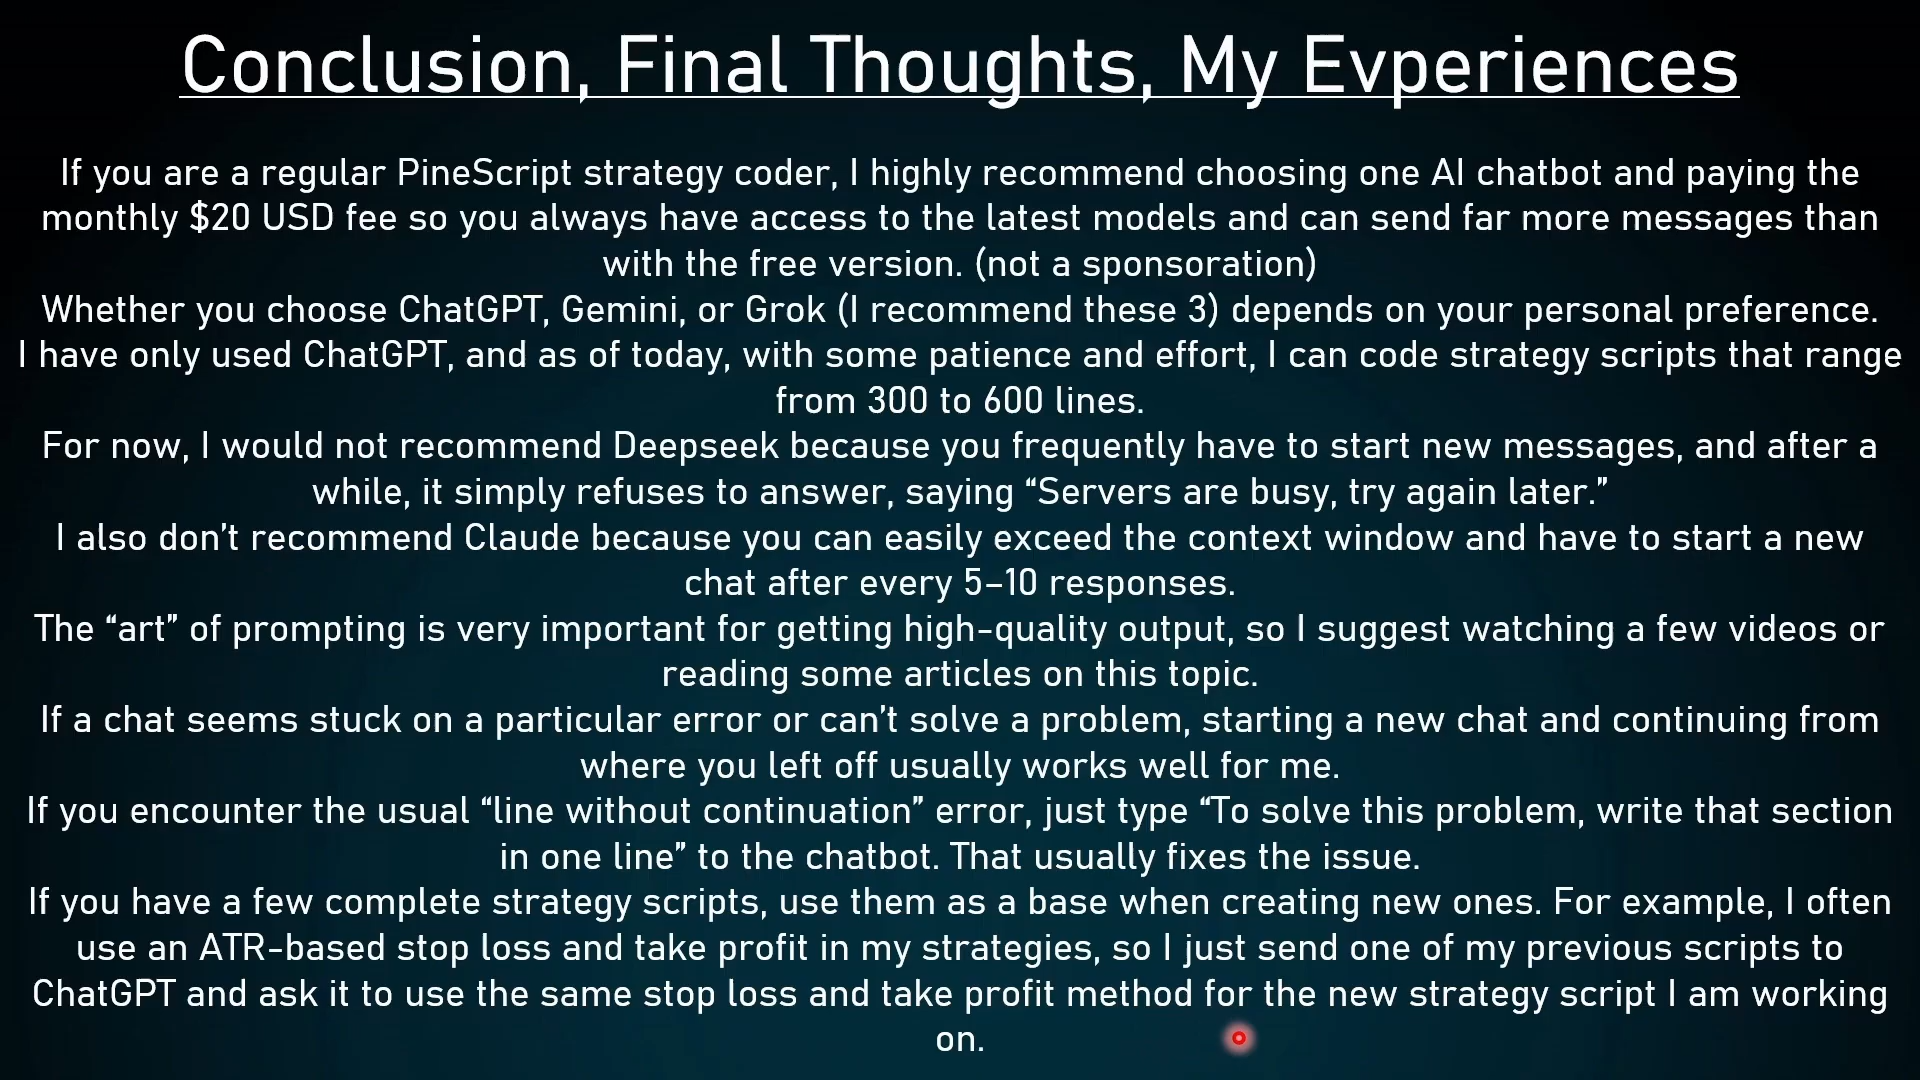 Conclusion, Final Thoughts, My Evperiences
If you are a regular PineScript strategy coder, I highly recommend choosing one AI chatbot and paying the
monthly $20 USD fee so you always have access to the latest models and can send far more messages than
with the free version. (not a sponsoration)
Whether you choose ChatGPT, Gemini, or Grok (I recommend these 3) depends on your personal preference.
I have only used ChatGPT, and as of today, with some patience and effort, I can code strategy scripts that range
from 300 to 600 lines.
For now, I would not recommend Deepseek because you frequently have to start new messages, and after a
while, it simply refuses to answer, saying “Servers are busy, try again later.”
I also don’t recommend Claude because you can easily exceed the context window and have to start a new
chat after every 5–10 responses.
The “art” of prompting is very important for getting high-quality output, so I suggest watching a few videos or
reading some articles on this topic.
If a chat seems stuck on a particular error or can’t solve a problem, starting a new chat and continuing from
where you left off usually works well for me.
If you encounter the usual “line without continuation” error, just type “To solve this problem, write that section
in one line” to the chatbot. That usually fixes the issue.
If you have a few complete strategy scripts, use them as a base when creating new ones. For example, I often
use an ATR-based stop loss and take profit in my strategies, so I just send one of my previous scripts to
ChatGPT and ask it to use the same stop loss and take profit method for the new strategy script I am working
on.